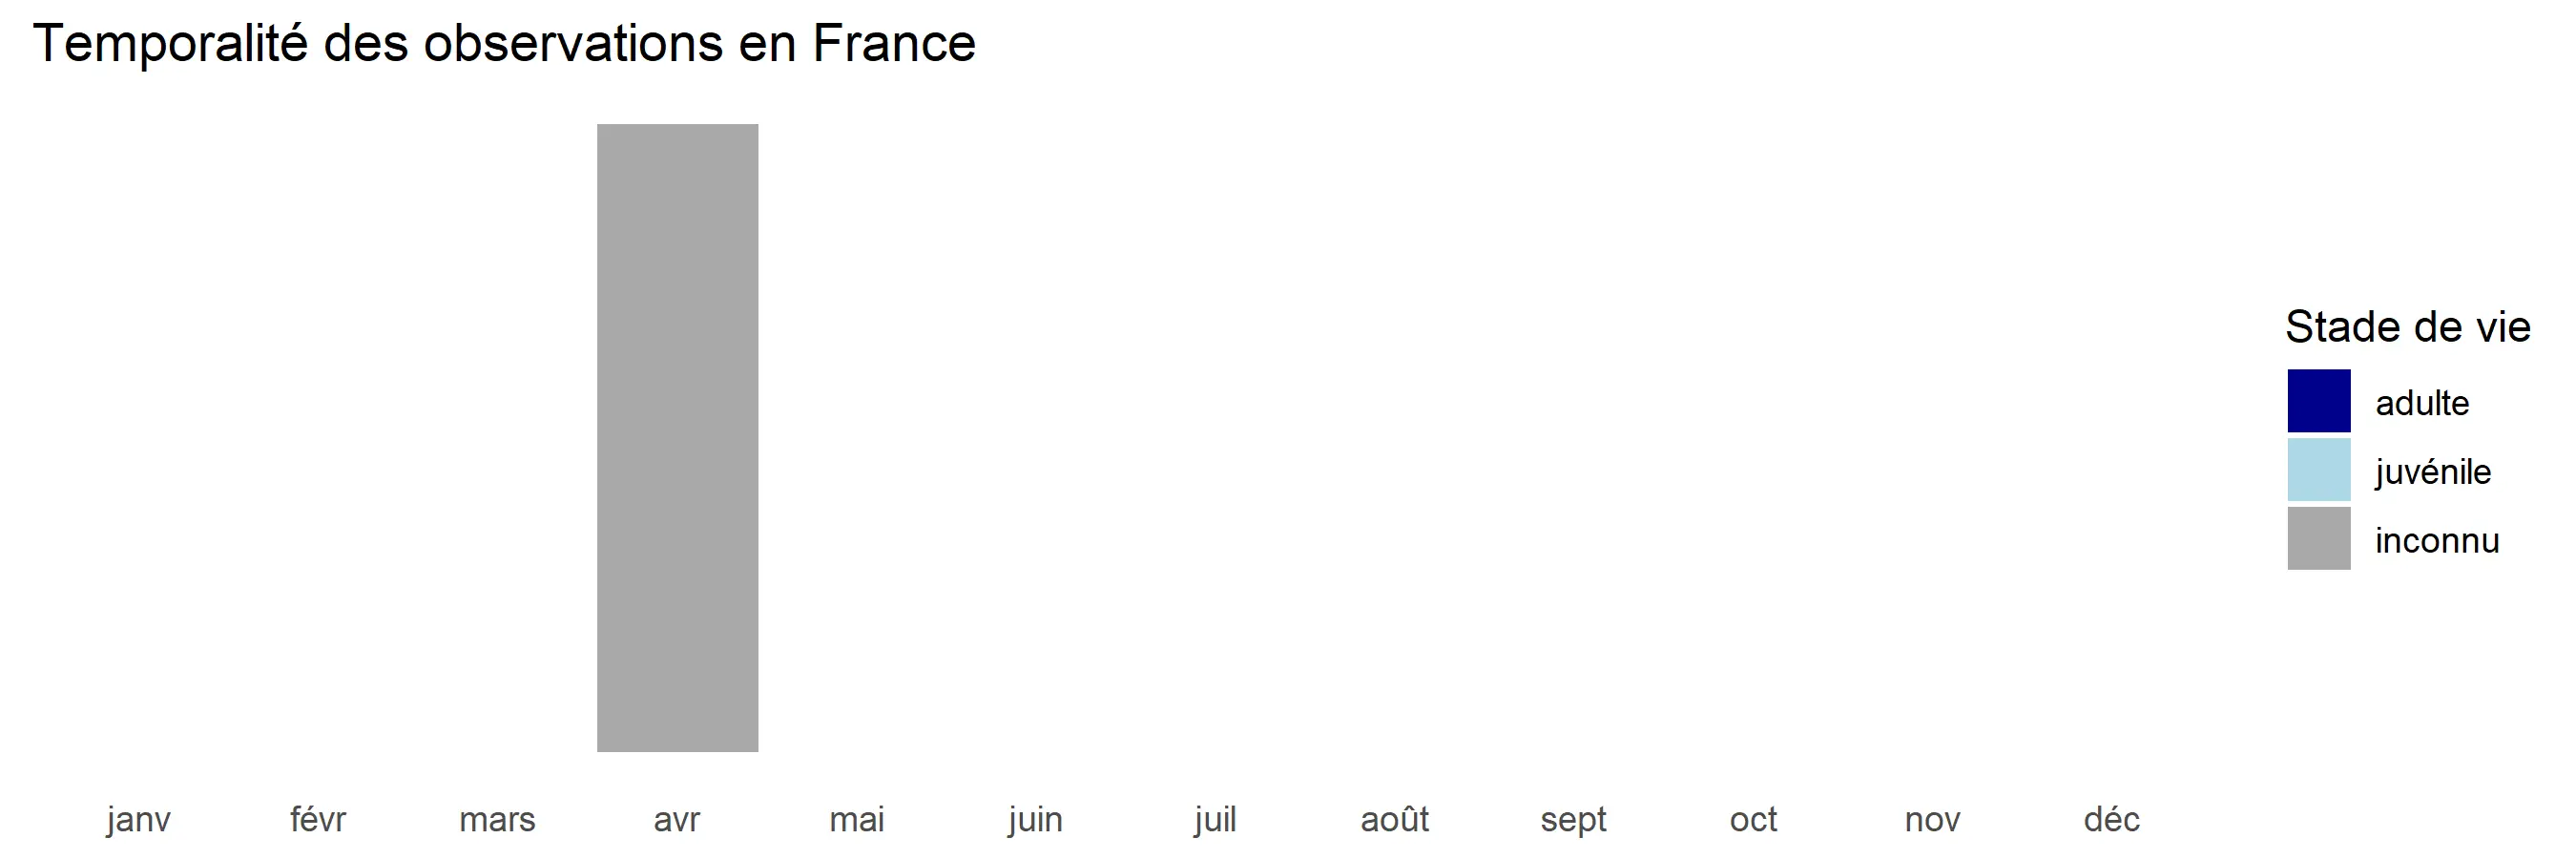 Temporalité des observations en France
Stade de vie
adulte
juvénile
inconnu
janv févr mars avr mai juin juil août sept oct nov déc